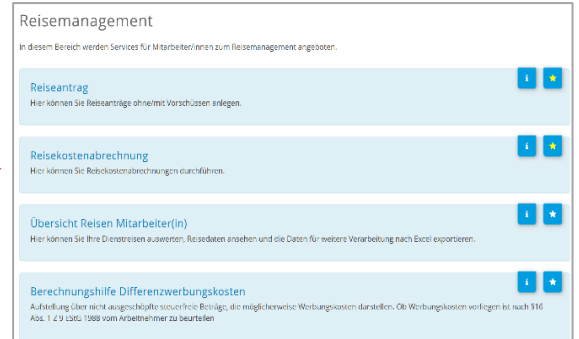 Reisemanagement
In diesem Bereich werden Services für Mitarbeiter/innen zum Reisemanagement angeboten.
Reiseantrag
Hier können Sie Reiseanträge ohne/mit Vorschüssen anlegen.
Reisekostenabrechnung
Hier können Sie Reisekostenabrechnungen durchführen.
Übersicht Reisen Mitarbeiter(in)
Hier können Sie Ihre Dienstreisen auswerten, Reisedaten ansehen und die Daten für weitere Verarbeitung nach Excel exportieren.
Berechnungshilfe Differenzwerbungskosten
Aufstellung über nicht ausgeschöpfte steuerfreie Beträge, die möglicherweise Werbungskosten darstellen. Ob Werbungskosten vorliegen ist nach §16
Abs. 1 Z 9 EStG 1988 vom Arbeitnehmer zu beurteilen